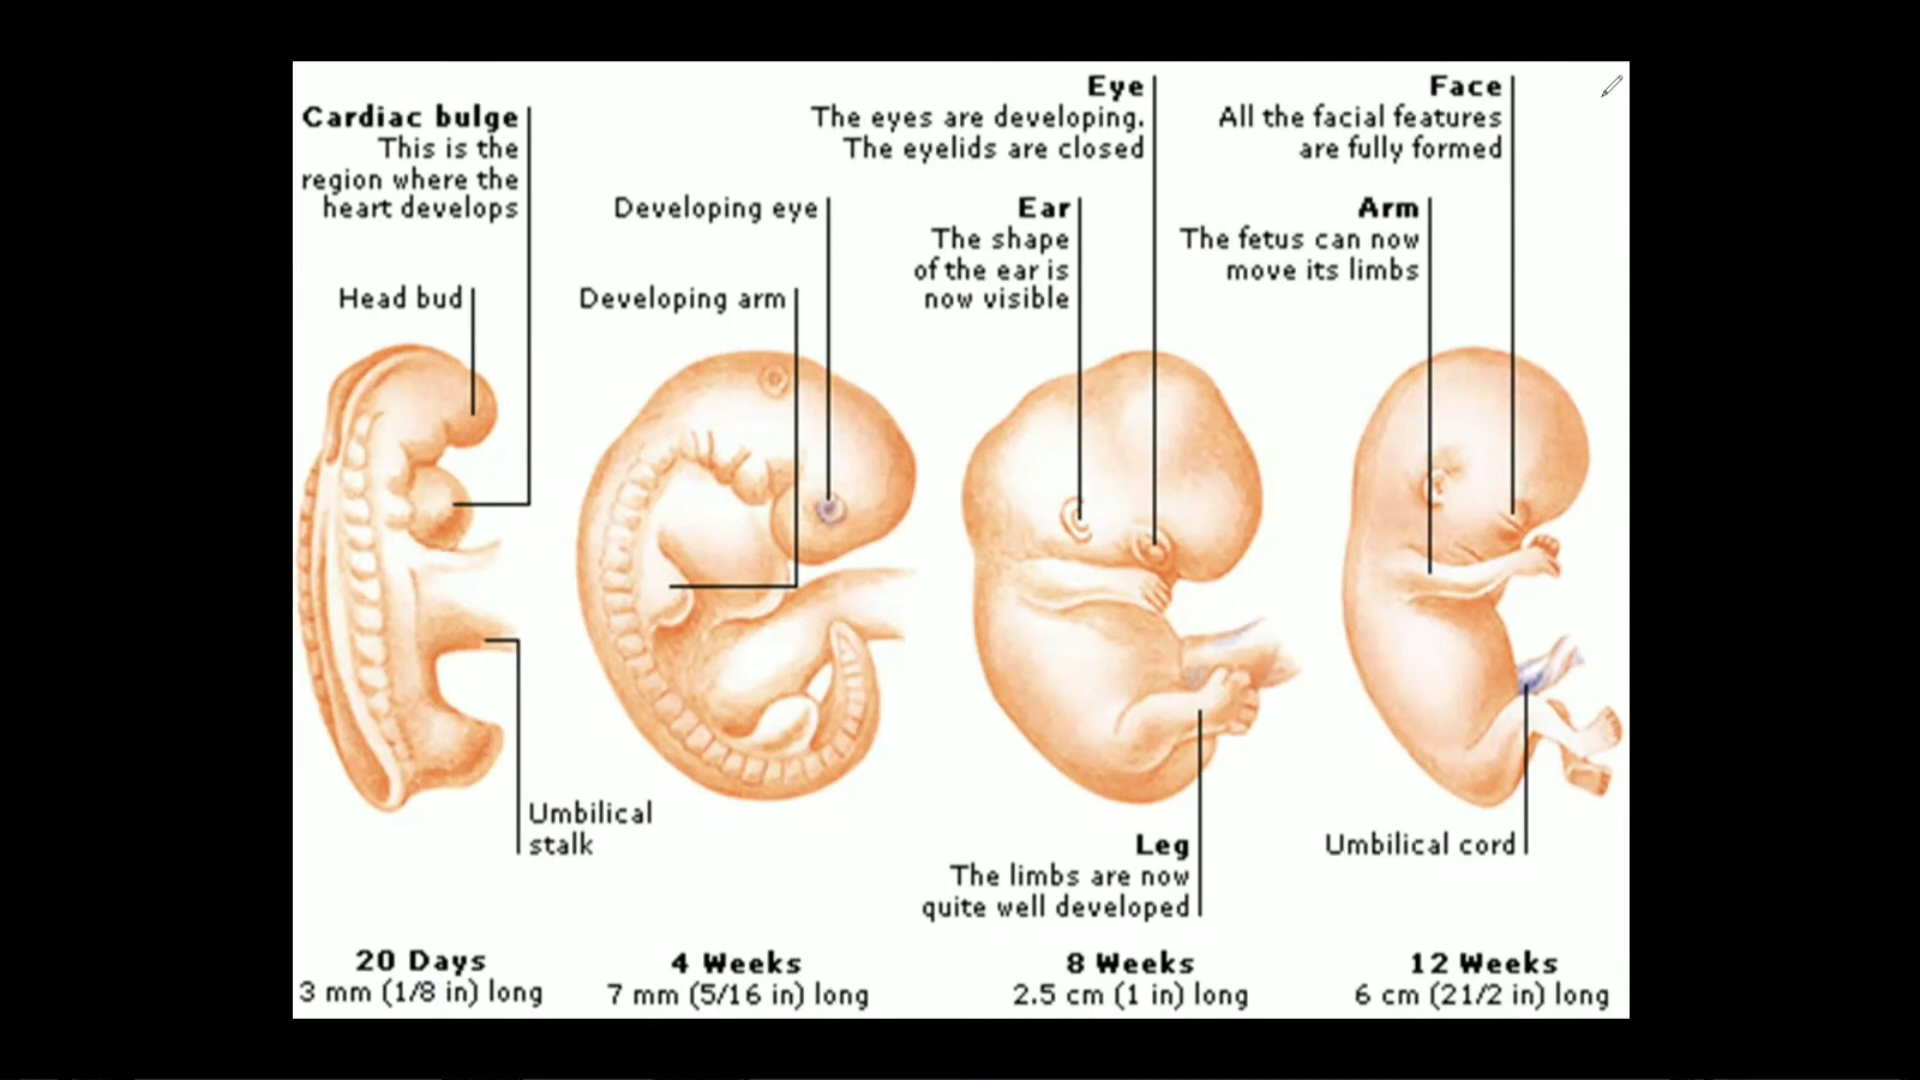 Cardiac bulge
This is the
region where the
heart develops
Head bud
Umbilical
stalk
20 Days
3 mm (1/8 in) long
Developing eye
Developing arm
4 Weeks
7 mm (5/16 in) long
Eye
The eyes are developing.
The eyelids are closed
Ear
The shape
of the ear is
now visible
Leg
The limbs are now
quite well developed
8 Weeks
2.5 cm (1 in) long
Face
All the facial features
are fully formed
Arm
The fetus can now
move its limbs
Umbilical cord
12 Weeks
6 cm (21/2 in) long